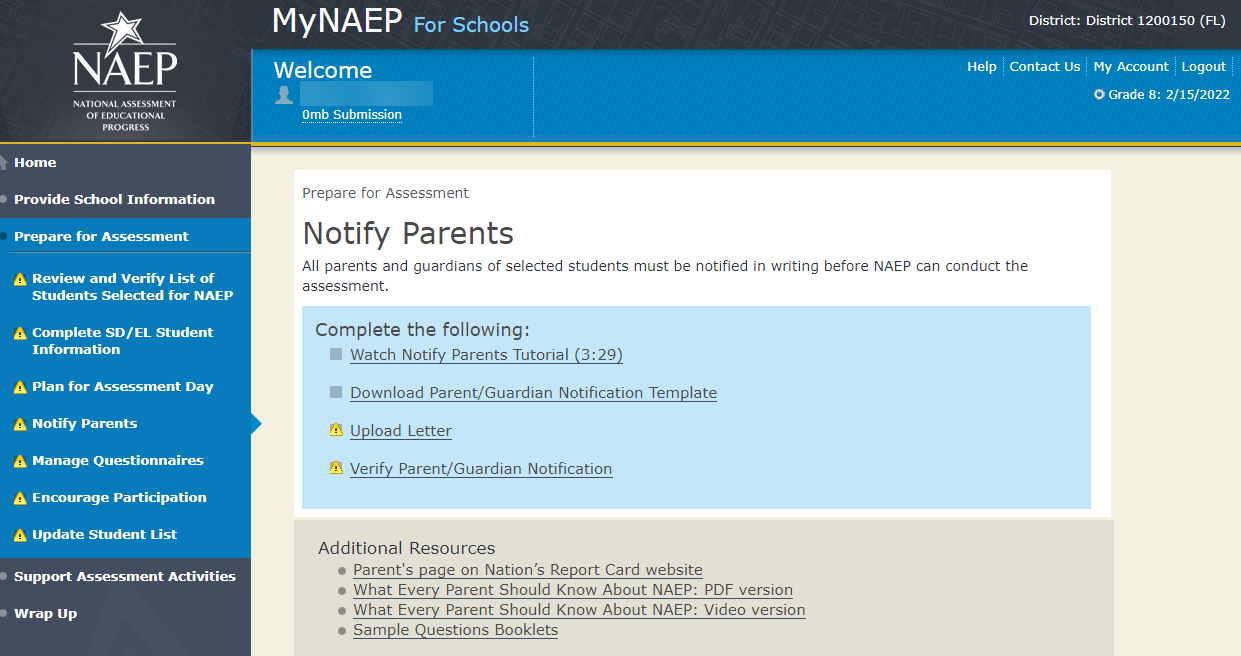 NAEP
NATIONAL ASSESSMENT
OF EDUCATIONAL
PROGRESS
MyNAEP For Schools
District: District 1200150 (FL)
Welcome
0mb Submission
Help
Contact Us
My Account
Logout
Grade 8: 2/15/2022
Home
Provide School Information
Prepare for Assessment
Review and Verify List of
Students Selected for NAEP
Complete SD/EL Student
Information
Plan for Assessment Day
Notify Parents
Manage Questionnaires
Encourage Participation
Update Student List
Support Assessment Activities
Wrap Up
Prepare for Assessment
Notify Parents
All parents and guardians of selected students must be notified in writing before NAEP can conduct the
assessment.
Complete the following:
Watch Notify Parents Tutorial (3:29)
Download Parent/Guardian Notification Template
Upload Letter
Verify Parent/Guardian Notification
Additional Resources
Parent's page on Nation’s Report Card website
What Every Parent Should Know About NAEP: PDF version
What Every Parent Should Know About NAEP: Video version
Sample Questions Booklets